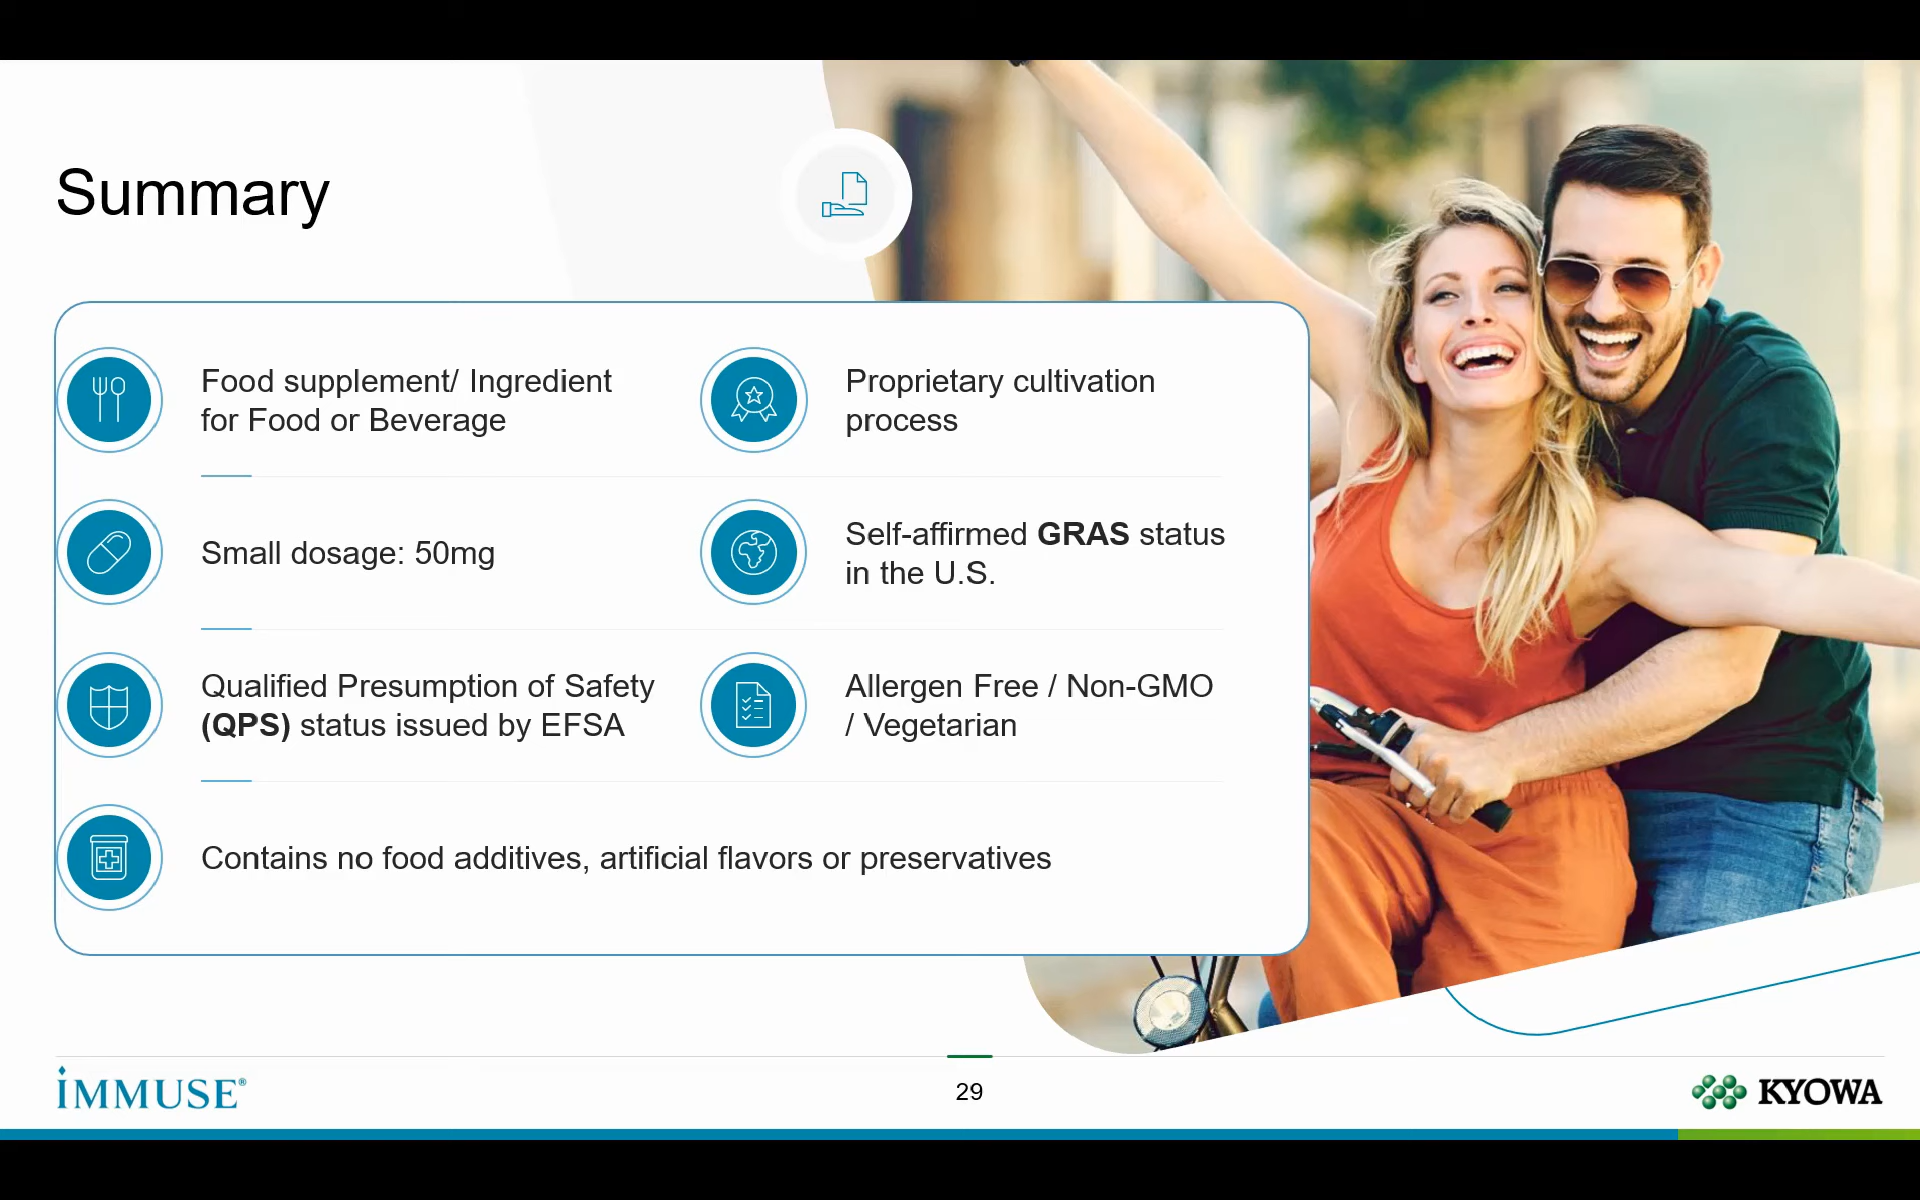 Summary
Food supplement/ Ingredient
for Food or Beverage
Proprietary cultivation
process
Small dosage: 50mg
Self-affirmed GRAS status
in the U.S.
Qualified Presumption of Safety
(QPS) status issued by EFSA
Allergen Free / Non-GMO
/ Vegetarian
Contains no food additives, artificial flavors or preservatives
IMMUSE®
29
KYOWA